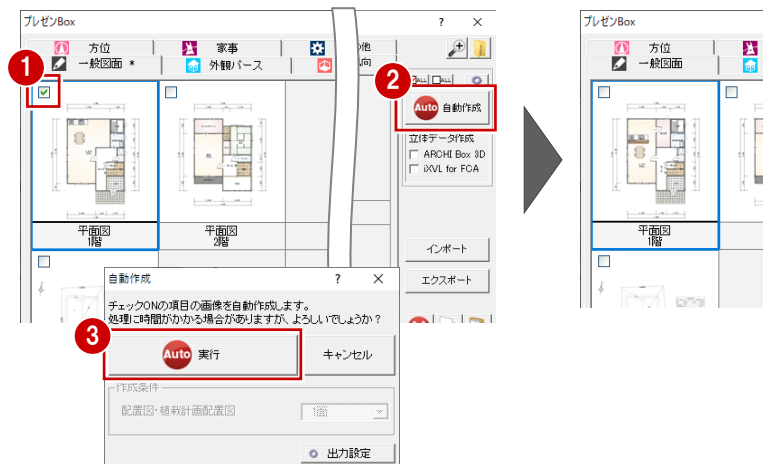 プレゼンBox
? ×
方位
家事
他
一般図面 *
外観パース
向
1
2
ALL
ALL
Auto 自動作成
立体データ作成
ARCHI Box 3D
iXVL for FCA
平面図
1階
平面図
2階
インポート
エクスポート
自動作成 ? ×
チェックONの項目の画像を自動作成します。
処理に時間がかかる場合がありますが、よろしいでしょうか?
3
Auto 実行
キャンセル
作成条件
配置図・植栽計画配置図
1面
出力設定
プレゼンBox
方位
一般図面
平面図
1階